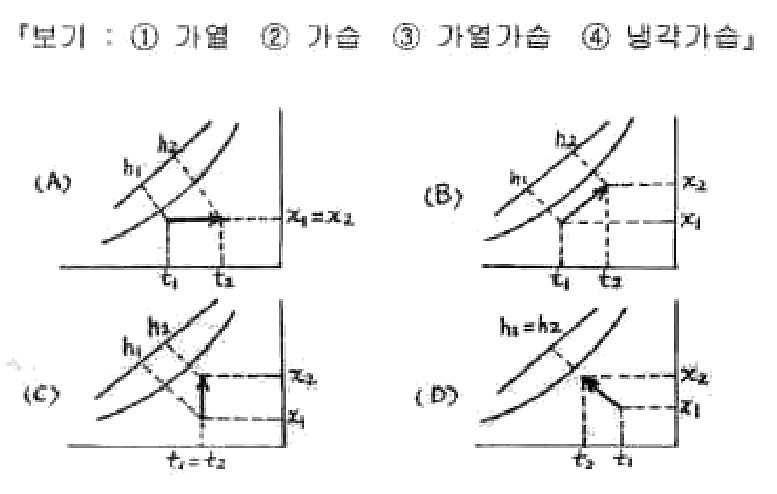 『보기 : ① 가열 ② 가습 ③ 가열가습 ④ 냉각가습』
(A) h₁ h₂ x₁=x₂ t₁ t₂
(B) h₁ h₂ x₂ x₁ t₁ t₂
(C) h₁ h₂ x₂ x₁ t₁=t₂
(D) h₁=h₂ x₂ x₁ t₂ t₁